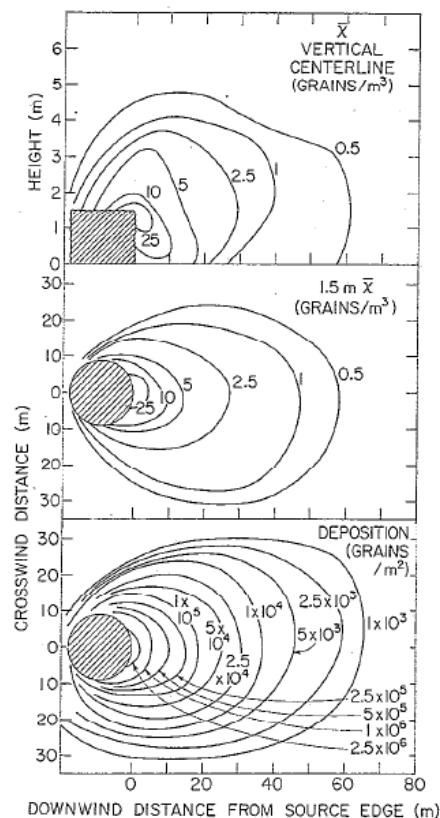 χ̄
VERTICAL
CENTERLINE
(GRAINS/m³)
HEIGHT (m)
7
6
5
4
3
2
1
0
0.5
1
2.5
5
10
25
1.5 m χ̄
(GRAINS/m³)
30
20
10
0
10
20
30
0.5
1
2.5
5
10
25
CROSSWIND DISTANCE (m)
DEPOSITION
(GRAINS
/m²)
30
20
10
0
10
20
30
1x
10⁵
5x
10⁴
2.5
x10⁴
1x10⁴
2.5x10³
5x10³
1x10³
2.5x10⁵
5x10⁵
1x10⁶
2.5x10⁶
0
20
40
60
80
DOWNWIND DISTANCE FROM SOURCE EDGE (m)